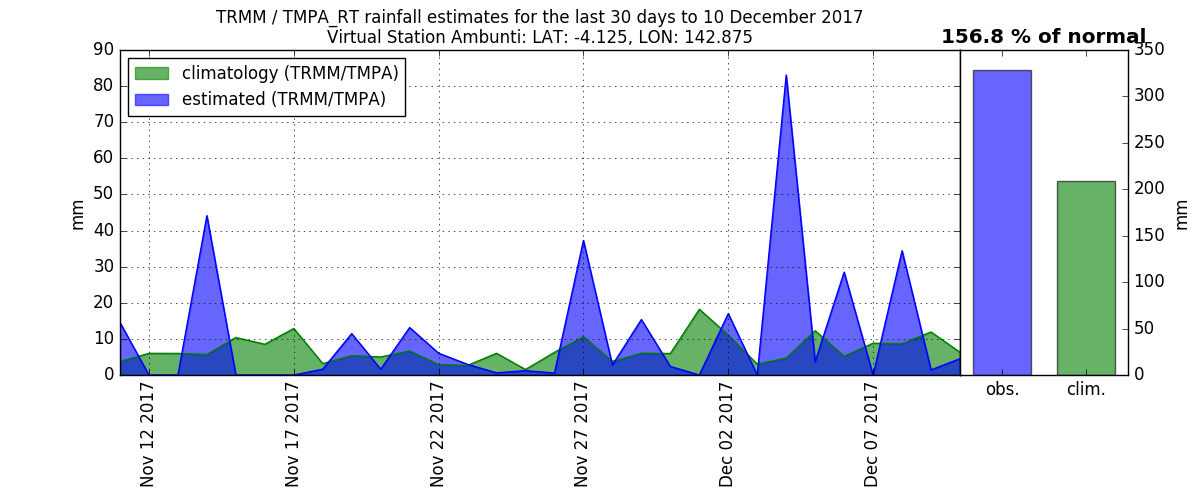 TRMM / TMPA_RT rainfall estimates for the last 30 days to 10 December 2017
Virtual Station Ambunti: LAT: -4.125, LON: 142.875
156.8 % of normal
climatology (TRMM/TMPA)
estimated (TRMM/TMPA)
90
80
70
60
50
40
30
20
10
0
mm
Nov 12 2017
Nov 17 2017
Nov 22 2017
Nov 27 2017
Dec 02 2017
Dec 07 2017
obs.
clim.
350
300
250
200
150
100
50
0
mm